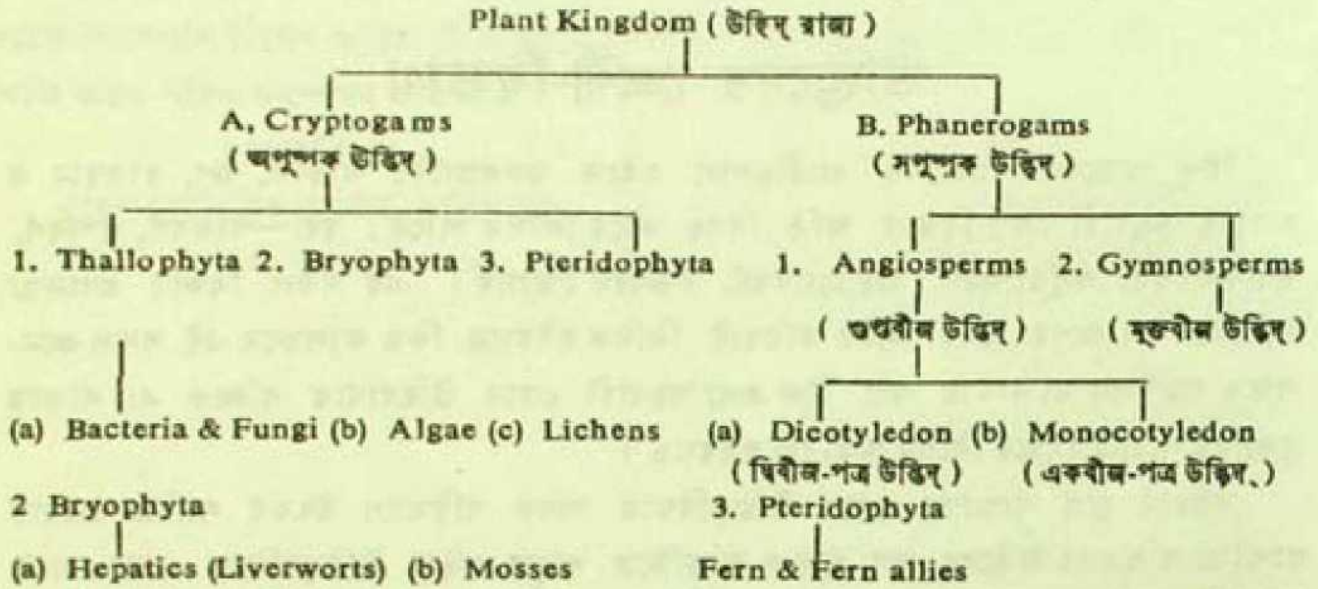 Plant Kingdom ( উদ্ভিদ্ রাজ্য )
A, Cryptogams B. Phanerogams
( অপুষ্পক উদ্ভিদ্ ) ( সপুষ্পক উদ্ভিদ্ )
1. Thallophyta 2. Bryophyta 3. Pteridophyta 1. Angiosperms 2. Gymnosperms
( গুপ্তবীজ উদ্ভিদ্ ) ( মুক্তবীজ উদ্ভিদ্ )
(a) Bacteria & Fungi (b) Algae (c) Lichens (a) Dicotyledon (b) Monocotyledon
( দ্বিবীজ-পত্র উদ্ভিদ্ ) ( একবীজ-পত্র উদ্ভিদ্ )
2 Bryophyta 3. Pteridophyta
(a) Hepatics (Liverworts) (b) Mosses Fern & Fern allies